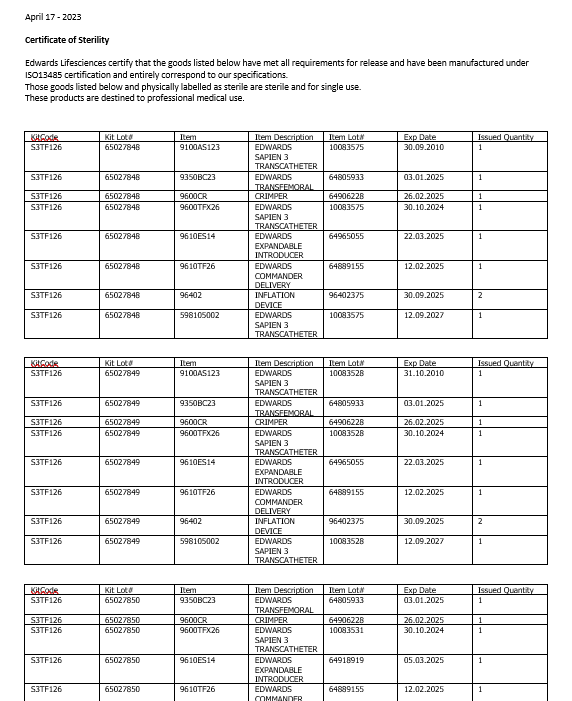 April 17 - 2023
Certificate of Sterility
Edwards Lifesciences certify that the goods listed below have met all requirements for release and have been manufactured under
ISO13485 certification and entirely correspond to our specifications.
Those goods listed below and physically labelled as sterile are sterile and for single use.
These products are destined to professional medical use.
KitCode Kit Lot# Item Item Description Item Lot# Exp Date Issued Quantity
S3TF126 65027848 9100AS123 EDWARDS 10083575 30.09.2010 1
SAPIEN 3
TRANSCATHETER
S3TF126 65027848 9350BC23 EDWARDS 64805933 03.01.2025 1
TRANSFEMORAL
S3TF126 65027848 9600CR CRIMPER 64906228 26.02.2025 1
S3TF126 65027848 9600TFX26 EDWARDS 10083575 30.10.2024 1
SAPIEN 3
TRANSCATHETER
S3TF126 65027848 9610ES14 EDWARDS 64965055 22.03.2025 1
EXPANDABLE
INTRODUCER
S3TF126 65027848 9610TF26 EDWARDS 64889155 12.02.2025 1
COMMANDER
DELIVERY
S3TF126 65027848 96402 INFLATION 96402375 30.09.2025 2
DEVICE
S3TF126 65027848 598105002 EDWARDS 10083575 12.09.2027 1
SAPIEN 3
TRANSCATHETER
KitCode Kit Lot# Item Item Description Item Lot# Exp Date Issued Quantity
S3TF126 65027849 9100AS123 EDWARDS 10083528 31.10.2010 1
SAPIEN 3
TRANSCATHETER
S3TF126 65027849 9350BC23 EDWARDS 64805933 03.01.2025 1
TRANSFEMORAL
S3TF126 65027849 9600CR CRIMPER 64906228 26.02.2025 1
S3TF126 65027849 9600TFX26 EDWARDS 10083528 30.10.2024 1
SAPIEN 3
TRANSCATHETER
S3TF126 65027849 9610ES14 EDWARDS 64965055 22.03.2025 1
EXPANDABLE
INTRODUCER
S3TF126 65027849 9610TF26 EDWARDS 64889155 12.02.2025 1
COMMANDER
DELIVERY
S3TF126 65027849 96402 INFLATION 96402375 30.09.2025 2
DEVICE
S3TF126 65027849 598105002 EDWARDS 10083528 12.09.2027 1
SAPIEN 3
TRANSCATHETER
KitCode Kit Lot# Item Item Description Item Lot# Exp Date Issued Quantity
S3TF126 65027850 9350BC23 EDWARDS 64805933 03.01.2025 1
TRANSFEMORAL
S3TF126 65027850 9600CR CRIMPER 64906228 26.02.2025 1
S3TF126 65027850 9600TFX26 EDWARDS 10083531 30.10.2024 1
SAPIEN 3
TRANSCATHETER
S3TF126 65027850 9610ES14 EDWARDS 64918919 05.03.2025 1
EXPANDABLE
INTRODUCER
S3TF126 65027850 9610TF26 EDWARDS 64889155 12.02.2025 1
COMMANDER